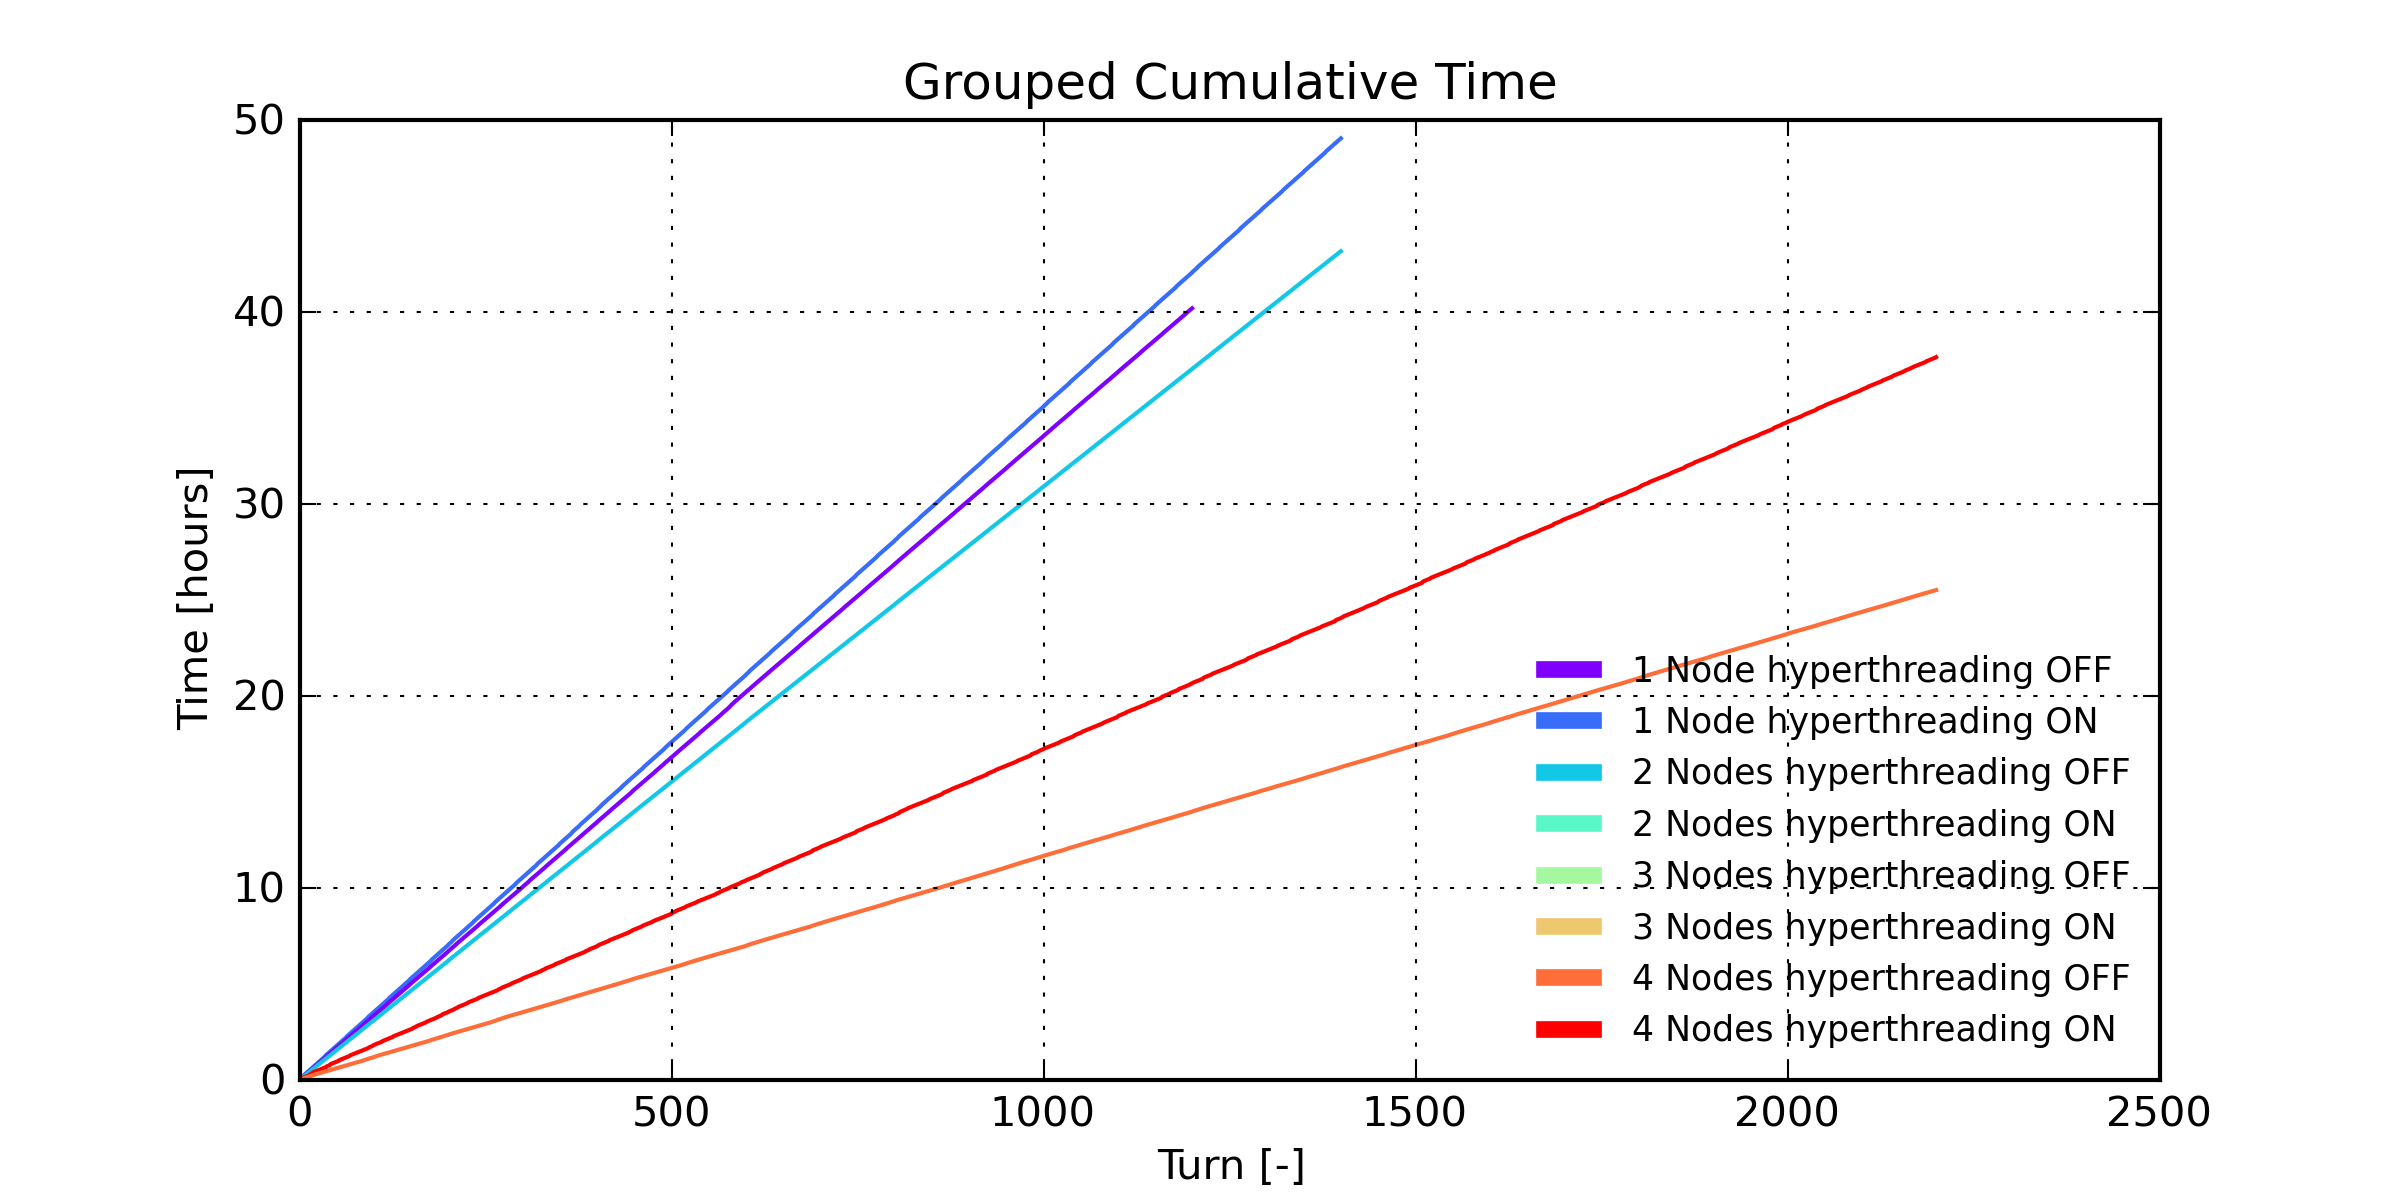 Grouped Cumulative Time
50
40
30
20
10
0
Time [hours]
1 Node hyperthreading OFF
1 Node hyperthreading ON
2 Nodes hyperthreading OFF
2 Nodes hyperthreading ON
3 Nodes hyperthreading OFF
3 Nodes hyperthreading ON
4 Nodes hyperthreading OFF
4 Nodes hyperthreading ON
0 500 1000 1500 2000 2500
Turn [-]